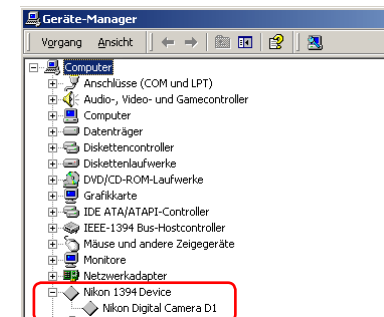 Geräte-Manager
Vorgang Ansicht
Computer
Anschlüsse (COM und LPT)
Audio-, Video- und Gamecontroller
Computer
Datenträger
Diskettencontroller
Diskettenlaufwerke
DVD/CD-ROM-Laufwerke
Grafikkarte
IDE ATA/ATAPI-Controller
IEEE-1394 Bus-Hostcontroller
Mäuse und andere Zeigegeräte
Monitore
Netzwerkadapter
Nikon 1394 Device
Nikon Digital Camera D1